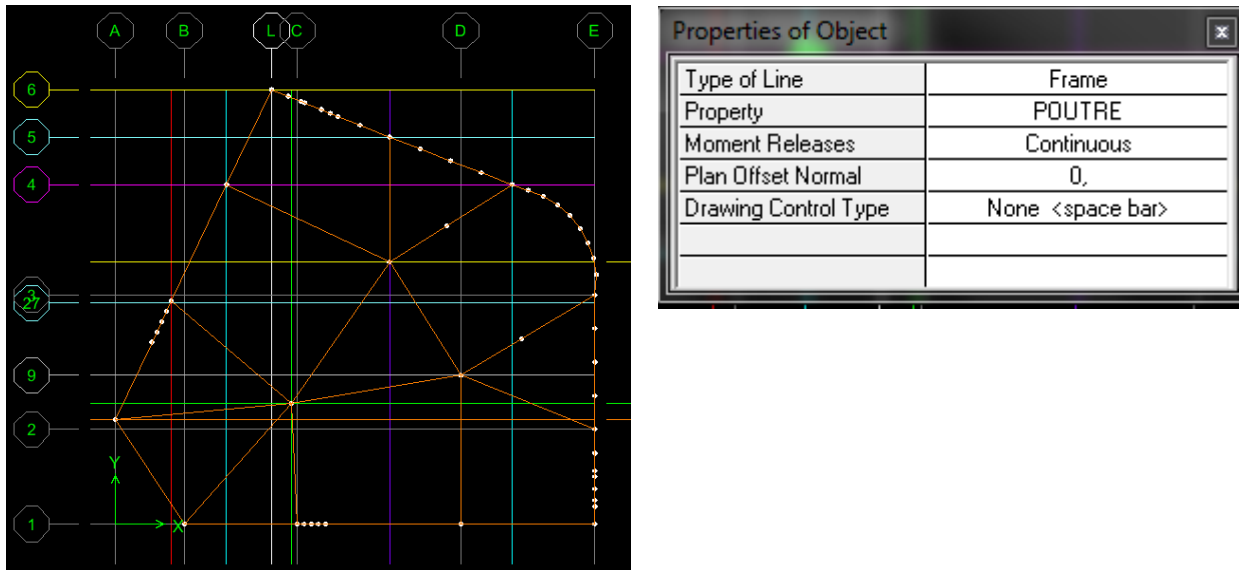 A B L C D E
6
5
4
3
27
9
2
Y
X
1
Properties of Object x
Type of Line Frame
Property POUTRE
Moment Releases Continuous
Plan Offset Normal 0,
Drawing Control Type None <space bar>